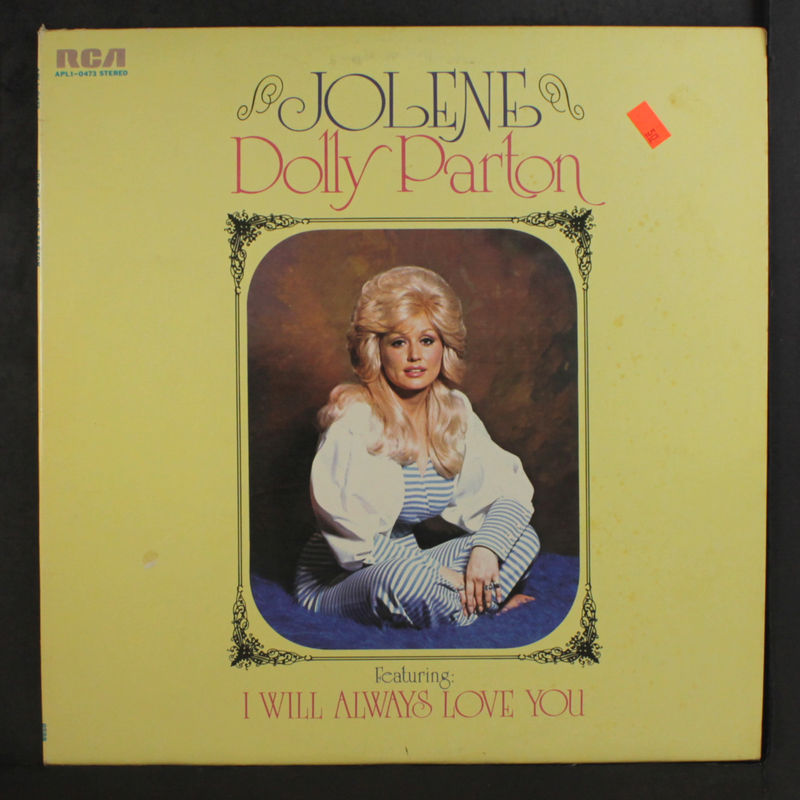 RCA
APL1-0473 STEREO
JOLENE
Dolly Parton
Featuring:
I WILL ALWAYS LOVE YOU